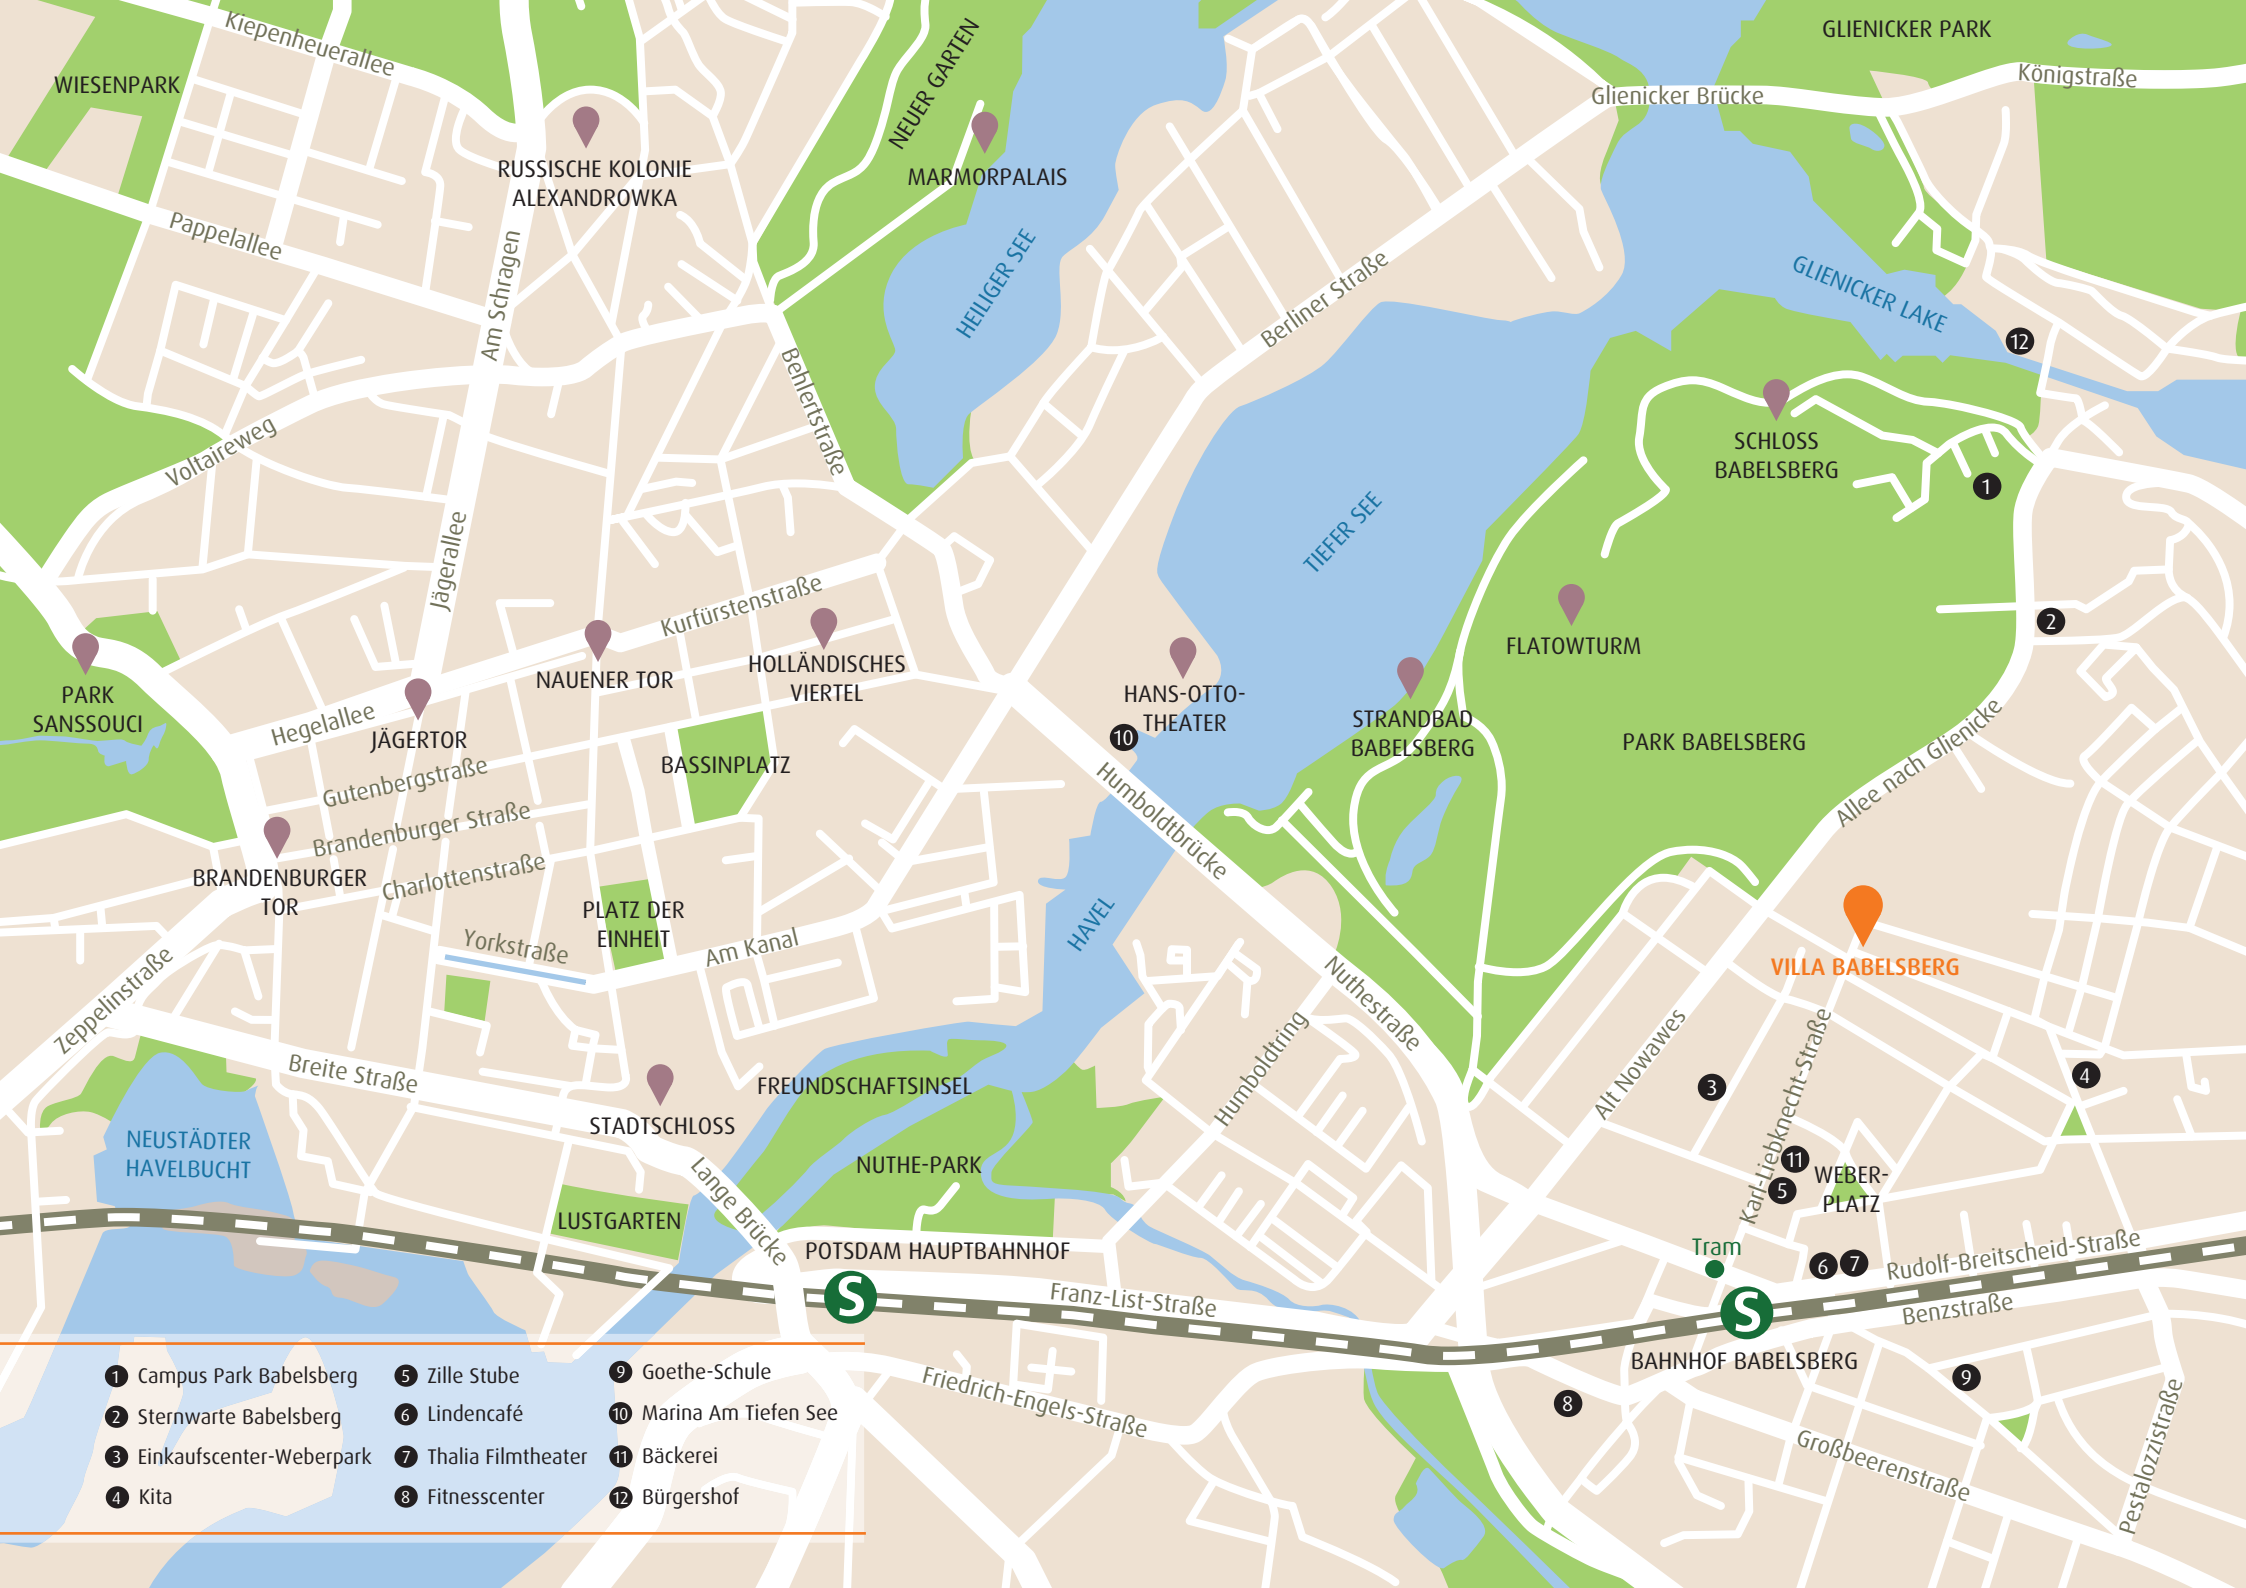 Kiepenheuerallee
WIESENPARK
NEUER GARTEN
GLIENICKER PARK
Königstraße
Glienicker Brücke
RUSSISCHE KOLONIE
ALEXANDROWKA
MARMORPALAIS
Pappelallee
Am Schragen
HEILIGER SEE
Berliner Straße
GLIENICKER LAKE
12
Behlertstraße
Voltaireweg
SCHLOSS
BABELSBERG
1
Jägerallee
TIEFER SEE
Kurfürstenstraße
2
FLATOWTURM
HOLLÄNDISCHES
VIERTEL
NAUENER TOR
PARK
SANSSOUCI
HANS-OTTO-
THEATER
10
STRANDBAD
BABELSBERG
PARK BABELSBERG
Hegelallee
JÄGERTOR
BASSINPLATZ
Gutenbergstraße
Allee nach Glienicke
Humboldtbrücke
Brandenburger Straße
BRANDENBURGER
TOR
Charlottenstraße
PLATZ DER
EINHEIT
Yorkstraße
Am Kanal
HAVEL
VILLA BABELSBERG
Zeppelinstraße
Nuthestraße
Breite Straße
Humboldtring
Alt Nowawes
Karl-Liebknecht-Straße
3
4
FREUNDSCHAFTSINSEL
STADTSCHLOSS
NEUSTÄDTER
HAVELBUCHT
NUTHE-PARK
11
5
WEBER-
PLATZ
Lange Brücke
LUSTGARTEN
POTSDAM HAUPTBAHNHOF
S
Tram
6
7
Rudolf-Breitscheid-Straße
Franz-List-Straße
S
Benzstraße
BAHNHOF BABELSBERG
Friedrich-Engels-Straße
8
9
Großbeerenstraße
Pestalozzistraße
1 Campus Park Babelsberg
2 Sternwarte Babelsberg
3 Einkaufscenter-Weberpark
4 Kita
5 Zille Stube
6 Lindencafé
7 Thalia Filmtheater
8 Fitnesscenter
9 Goethe-Schule
10 Marina Am Tiefen See
11 Bäckerei
12 Bürgershof